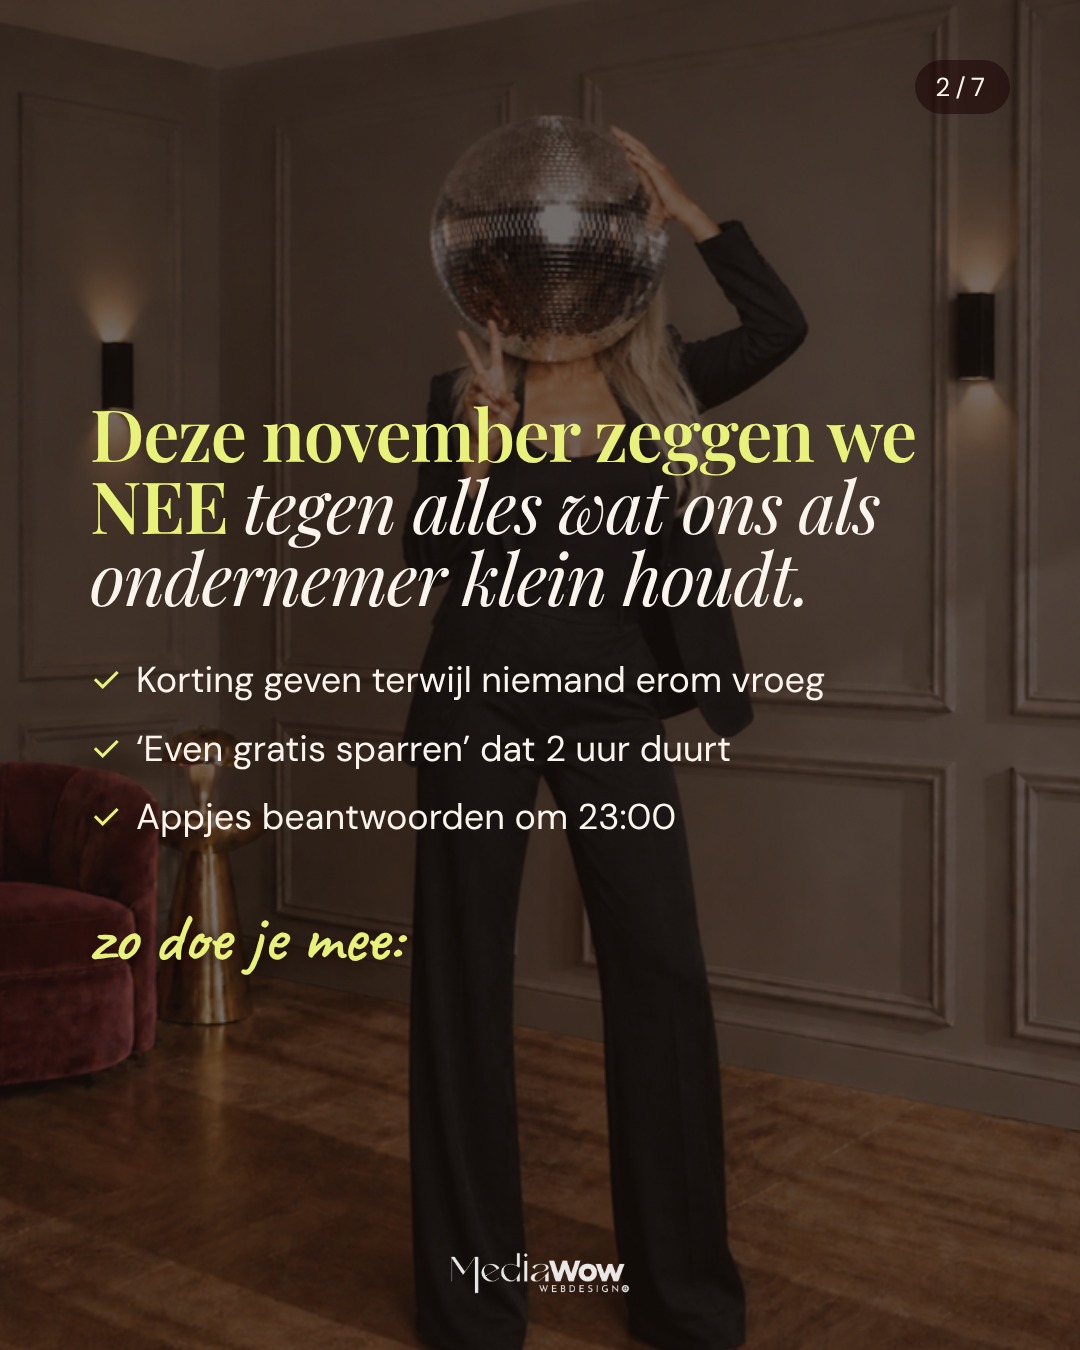 2/7
Deze november zeggen we
NEE tegen alles wat ons als
ondernemer klein houdt.
✓ Korting geven terwijl niemand erom vroeg
✓ ‘Even gratis sparren’ dat 2 uur duurt
✓ Appjes beantwoorden om 23:00
zo doe je mee:
MediaWow
WEBDESIGN